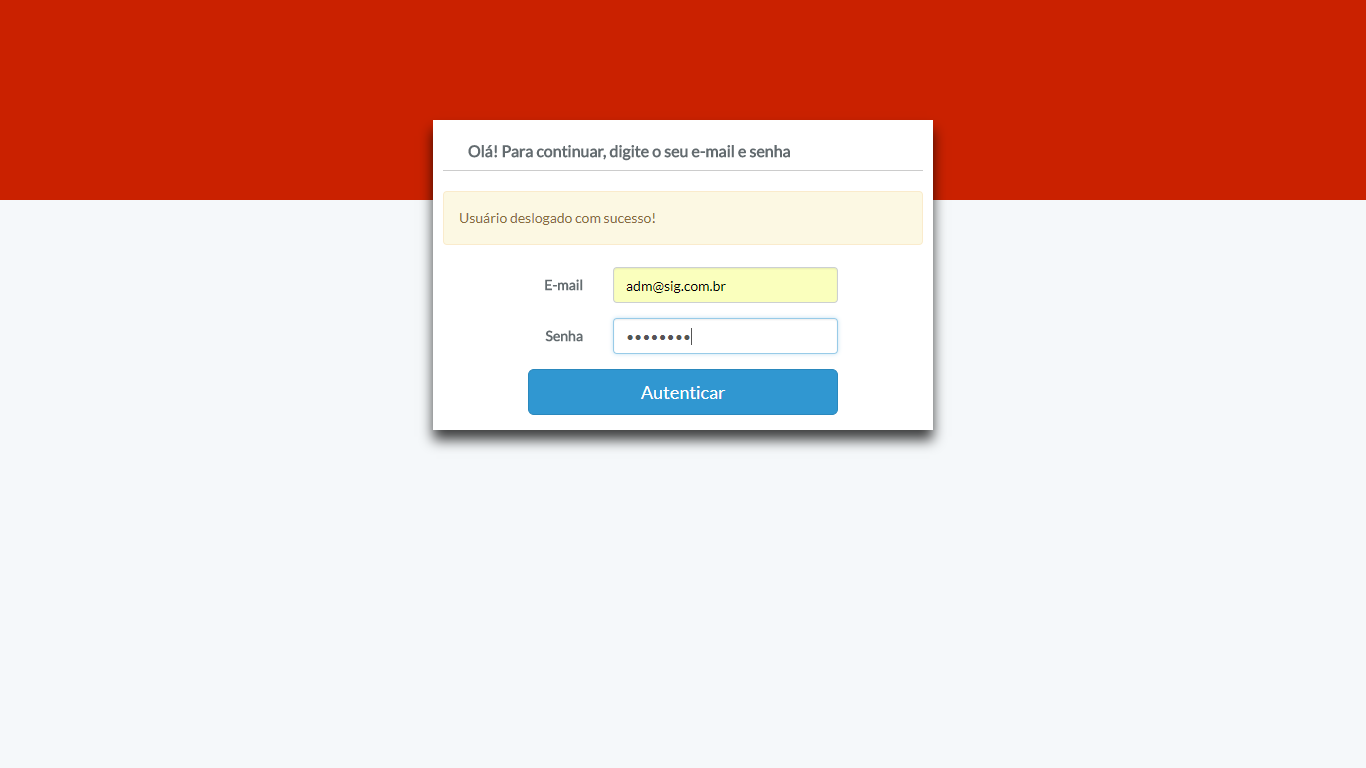 Olá! Para continuar, digite o seu e-mail e senha
Usuário deslogado com sucesso!
E-mail adm@sig.com.br
Senha ••••••••
Autenticar